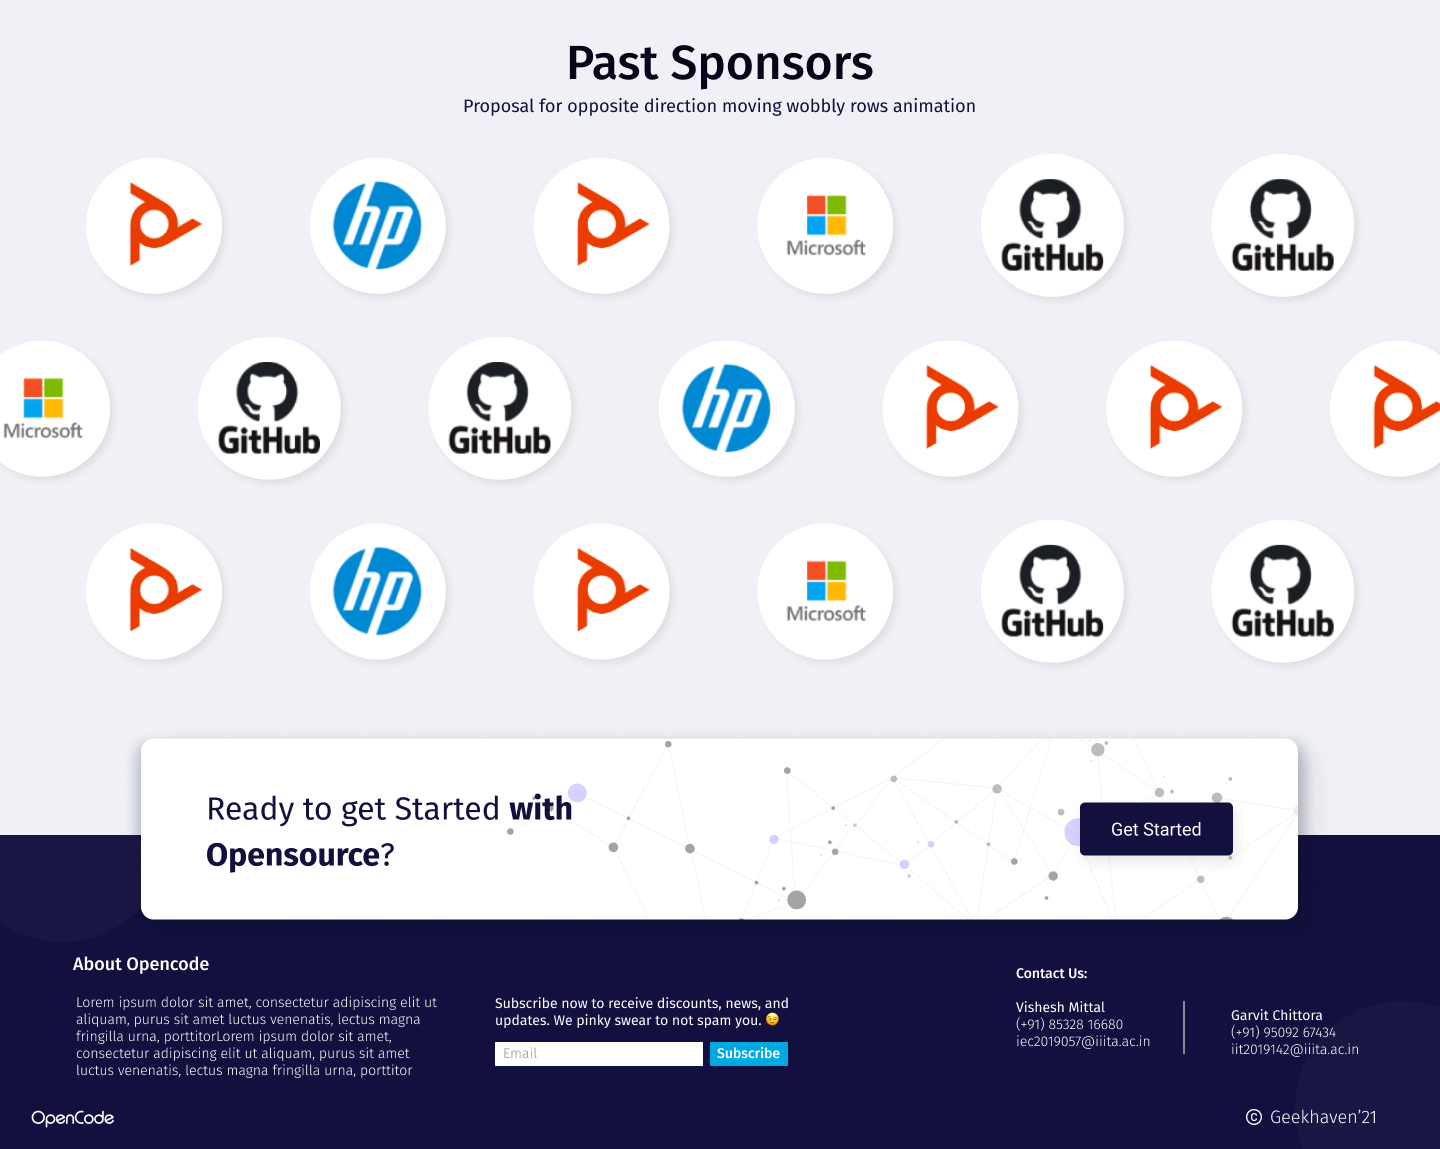 Past Sponsors
Proposal for opposite direction moving wobbly rows animation
hp
Microsoft
GitHub
GitHub
Microsoft
GitHub
GitHub
hp
hp
Microsoft
GitHub
GitHub
Ready to get Started with
Opensource?
Get Started
About Opencode
Lorem ipsum dolor sit amet, consectetur adipiscing elit ut
aliquam, purus sit amet luctus venenatis, lectus magna
fringilla urna, porttitorLorem ipsum dolor sit amet,
consectetur adipiscing elit ut aliquam, purus sit amet
luctus venenatis, lectus magna fringilla urna, porttitor
Subscribe now to receive discounts, news, and
updates. We pinky swear to not spam you. 😉
Email
Subscribe
Contact Us:
Vishesh Mittal
(+91) 85328 16680
iec2019057@iiita.ac.in
Garvit Chittora
(+91) 95092 67434
iit2019142@iiita.ac.in
OpenCode
© Geekhaven'21